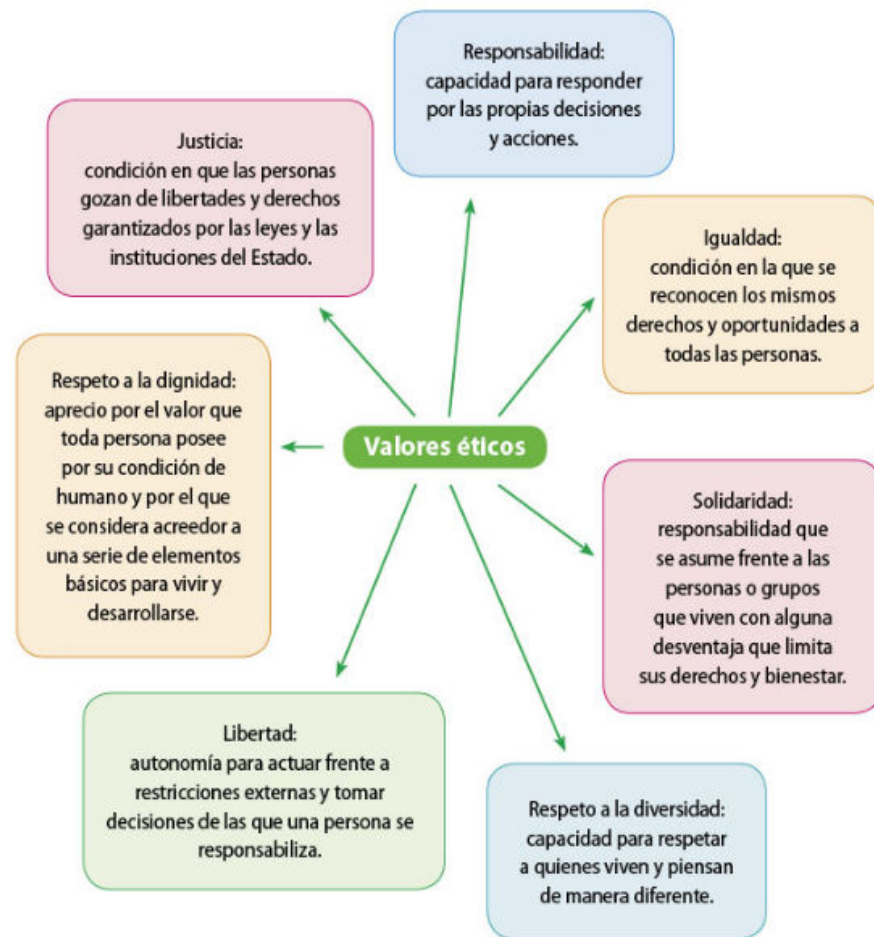 Responsabilidad:
capacidad para responder
por las propias decisiones
y acciones.
Justicia:
condición en que las personas
gozan de libertades y derechos
garantizados por las leyes y las
instituciones del Estado.
Igualdad:
condición en la que se
reconocen los mismos
derechos y oportunidades a
todas las personas.
Respeto a la dignidad:
aprecio por el valor que
toda persona posee
por su condición de
humano y por el que
se considera acreedor a
una serie de elementos
básicos para vivir y
desarrollarse.
Valores éticos
Solidaridad:
responsabilidad que
se asume frente a las
personas o grupos
que viven con alguna
desventaja que limita
sus derechos y bienestar.
Libertad:
autonomía para actuar frente a
restricciones externas y tomar
decisiones de las que una persona se
responsabiliza.
Respeto a la diversidad:
capacidad para respetar
a quienes viven y piensan
de manera diferente.